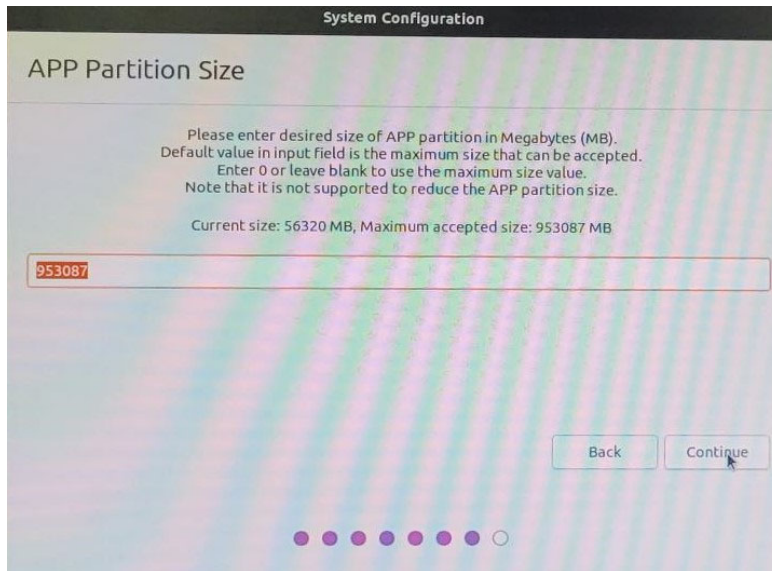 System Configuration
APP Partition Size
Please enter desired size of APP partition in Megabytes (MB).
Default value in input field is the maximum size that can be accepted.
Enter 0 or leave blank to use the maximum size value.
Note that it is not supported to reduce the APP partition size.
Current size: 56320 MB, Maximum accepted size: 953087 MB
953087
Back Continue